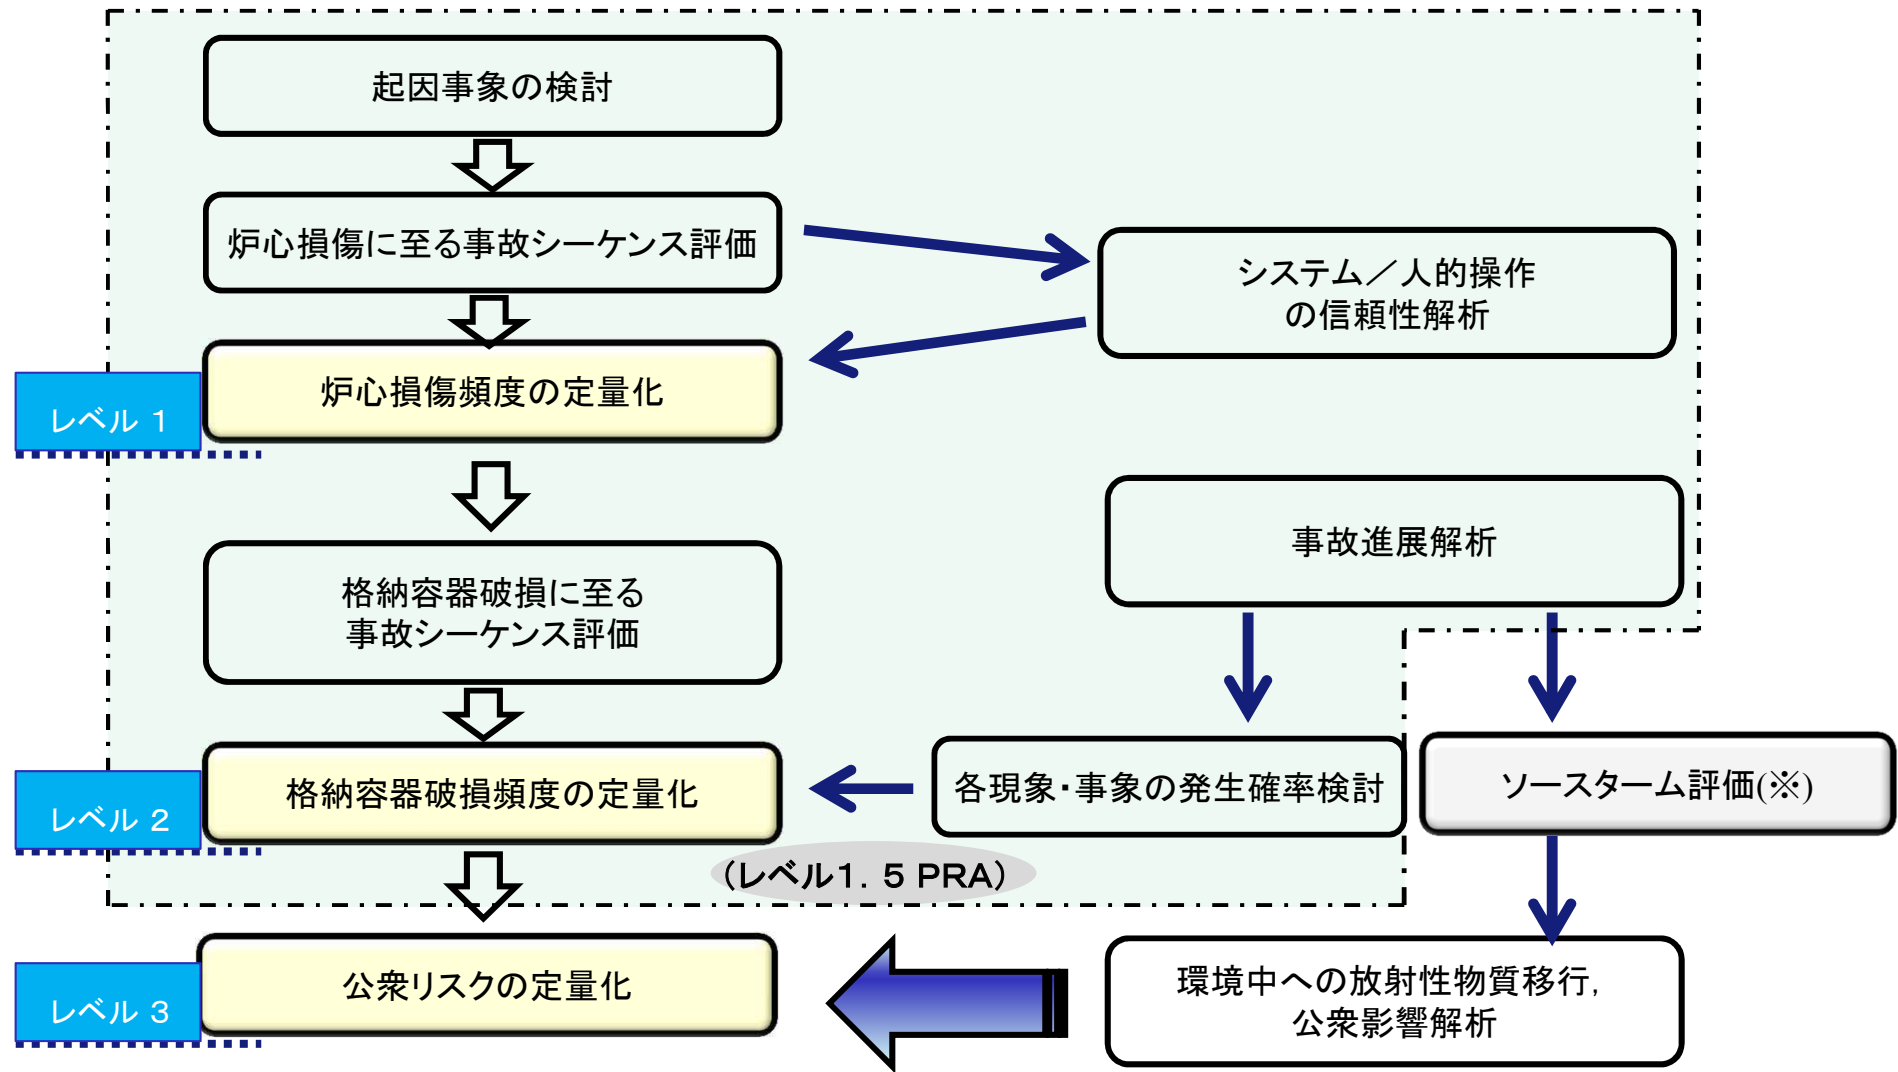 起因事象の検討
炉心損傷に至る事故シーケンス評価
システム／人的操作
の信頼性解析
炉心損傷頻度の定量化
レベル 1
事故進展解析
格納容器破損に至る
事故シーケンス評価
格納容器破損頻度の定量化
各現象・事象の発生確率検討
ソースターム評価(※)
レベル 2
(レベル1．5 PRA)
公衆リスクの定量化
レベル 3
環境中への放射性物質移行,
公衆影響解析